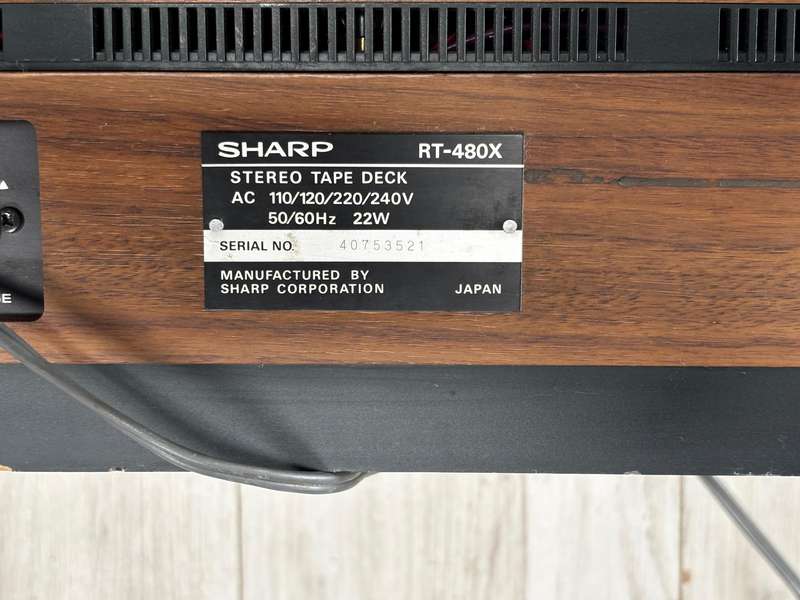 SHARP RT-480X
STEREO TAPE DECK
AC 110/120/220/240V
50/60Hz 22W
SERIAL NO. 40753521
MANUFACTURED BY
SHARP CORPORATION JAPAN